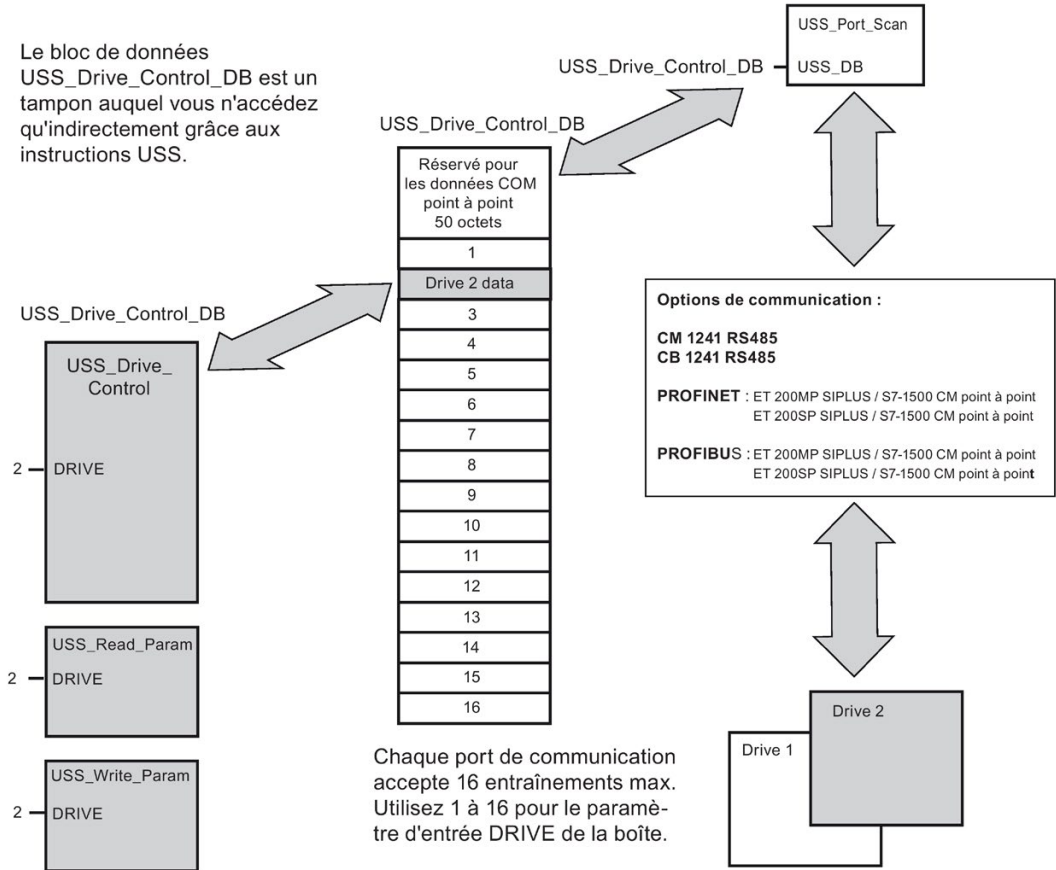 Le bloc de données
USS_Drive_Control_DB est un
tampon auquel vous n'accédez
qu'indirectement grâce aux
instructions USS.
USS_Drive_Control_DB
USS_Drive_
Control
2
DRIVE
USS_Read_Param
2
DRIVE
USS_Write_Param
2
DRIVE
USS_Drive_Control_DB
Réservé pour
les données COM
point à point
50 octets
1
Drive 2 data
3
4
5
6
7
8
9
10
11
12
13
14
15
16
Chaque port de communication
accepte 16 entraînements max.
Utilisez 1 à 16 pour le paramè-
tre d'entrée DRIVE de la boîte.
USS_Port_Scan
USS_Drive_Control_DB
USS_DB
Options de communication :
CM 1241 RS485
CB 1241 RS485
PROFINET : ET 200MP SIPLUS / S7-1500 CM point à point
ET 200SP SIPLUS / S7-1500 CM point à point
PROFIBUS : ET 200MP SIPLUS / S7-1500 CM point à point
ET 200SP SIPLUS / S7-1500 CM point à point
Drive 2
Drive 1